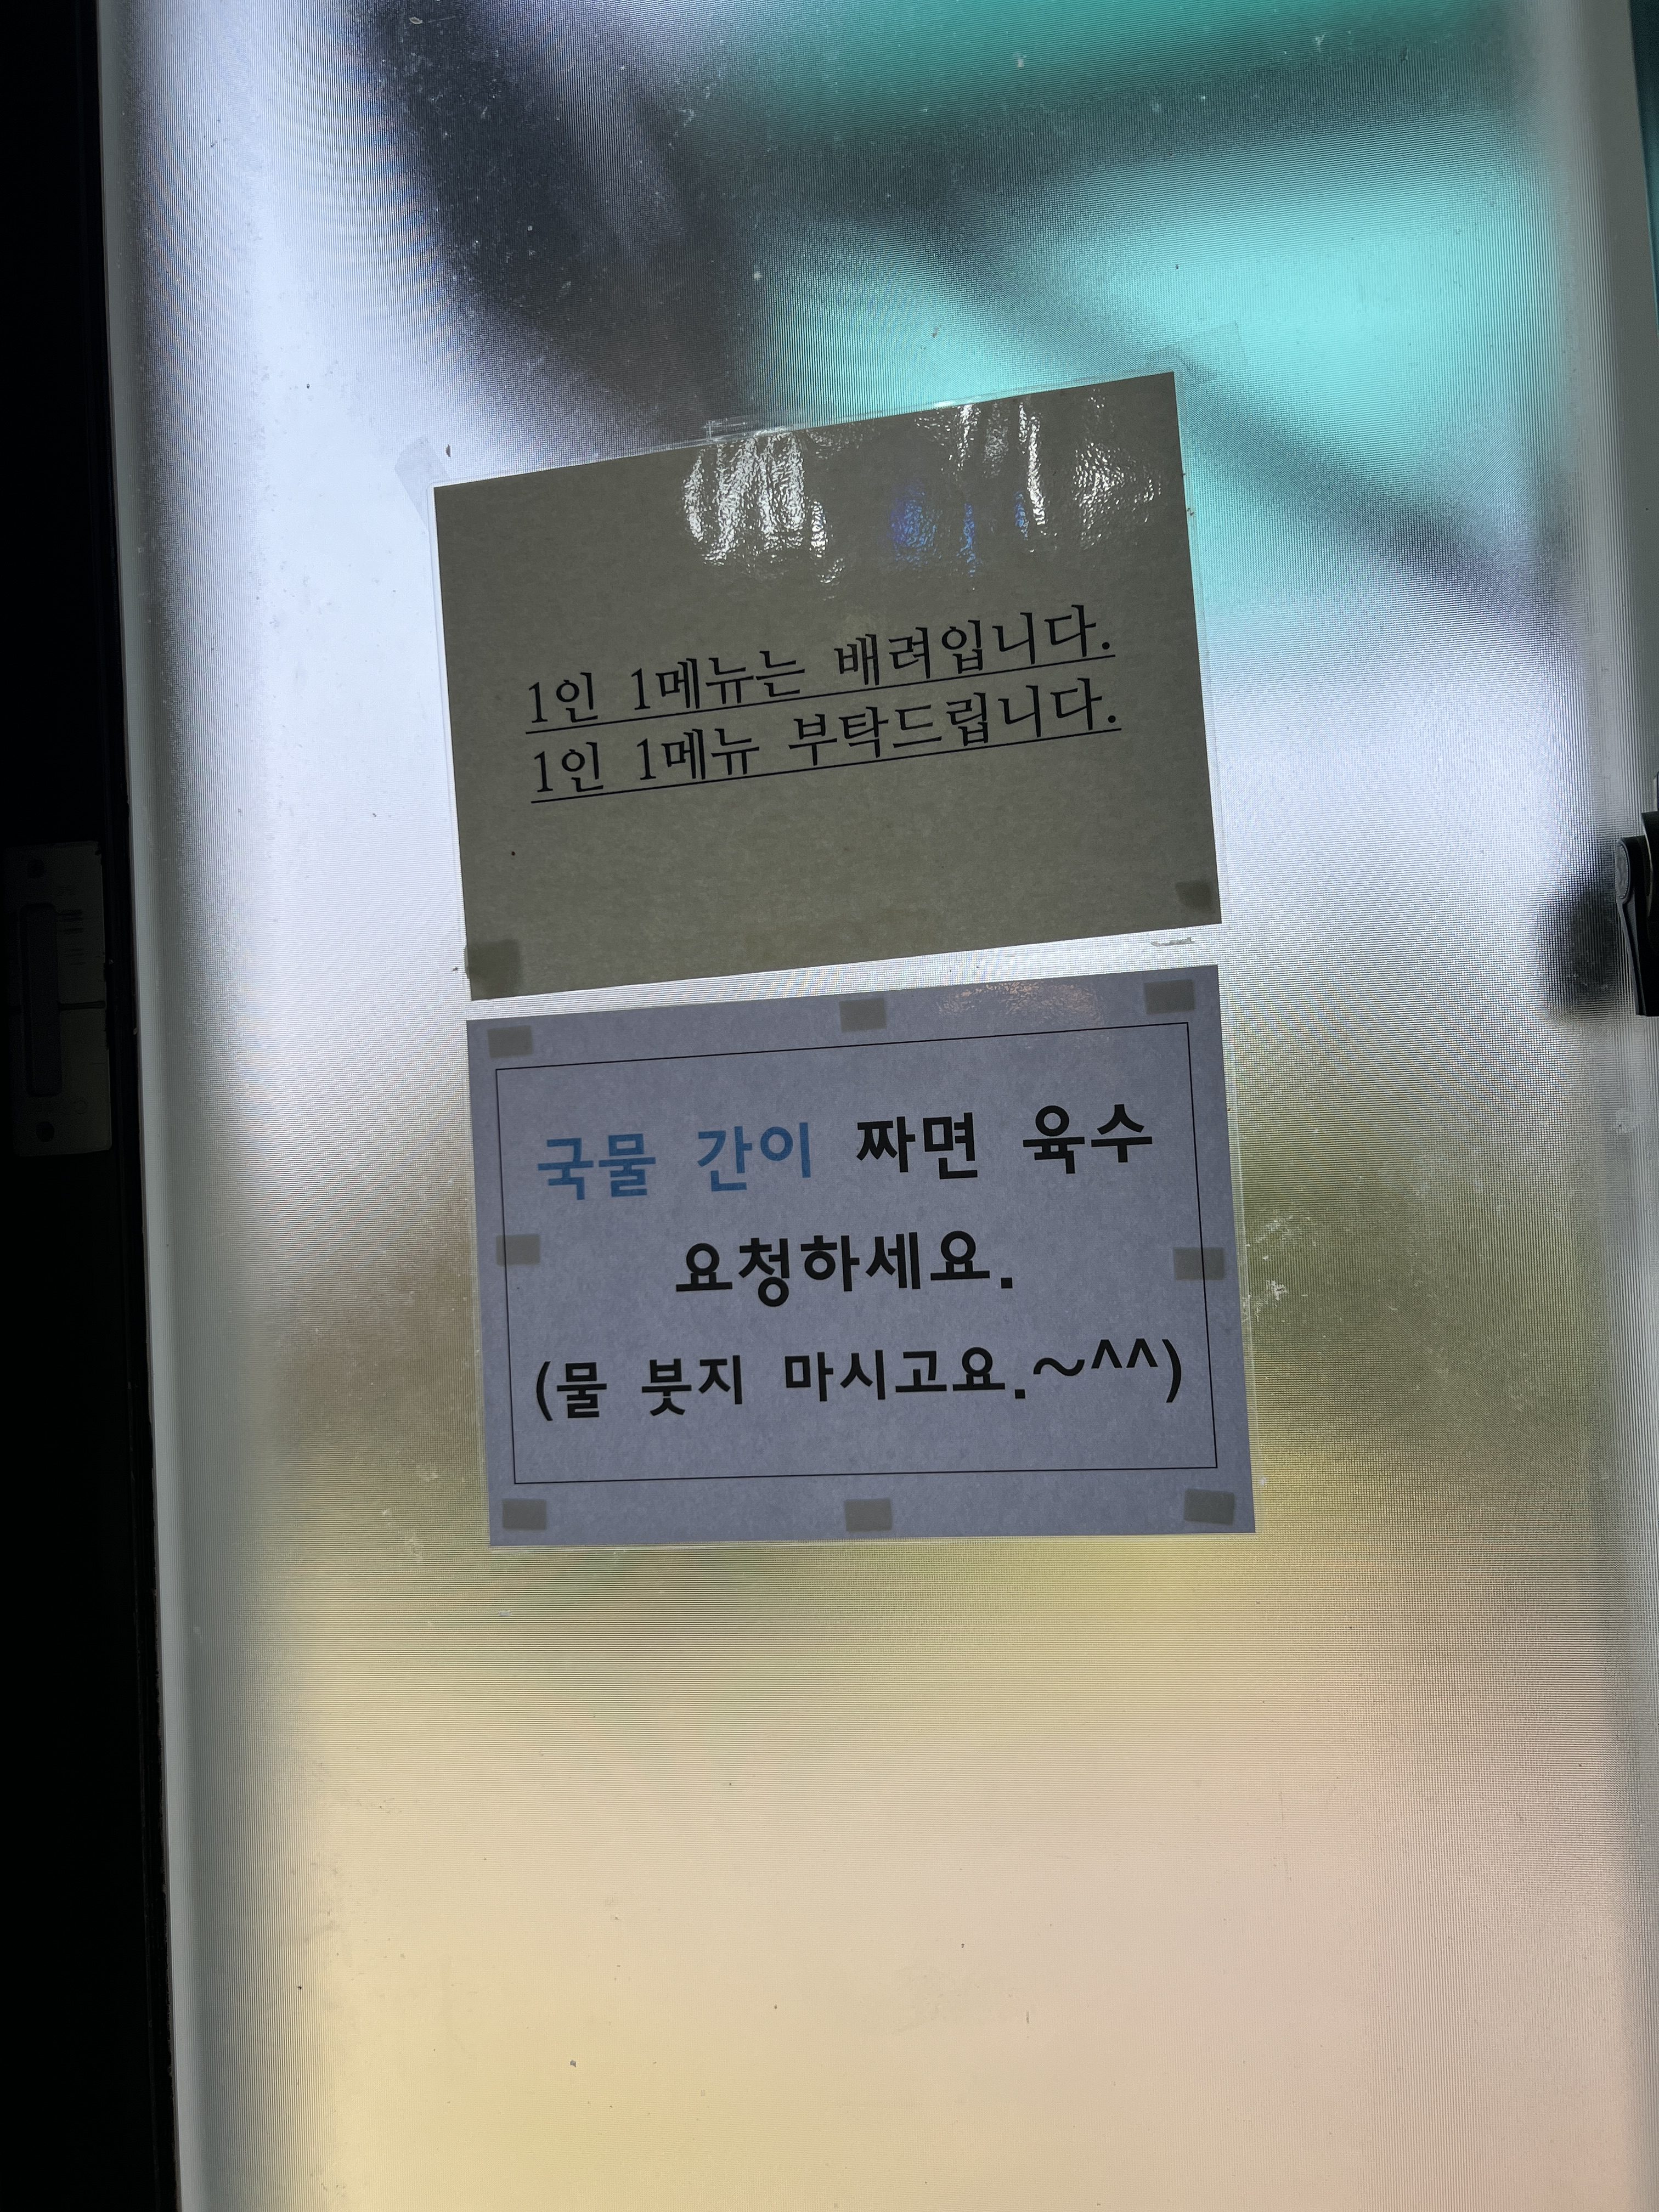 1인 1메뉴는 배려입니다.
1인 1메뉴 부탁드립니다.
국물 간이 짜면 육수
요청하세요.
(물 붓지 마시고요.~^^)